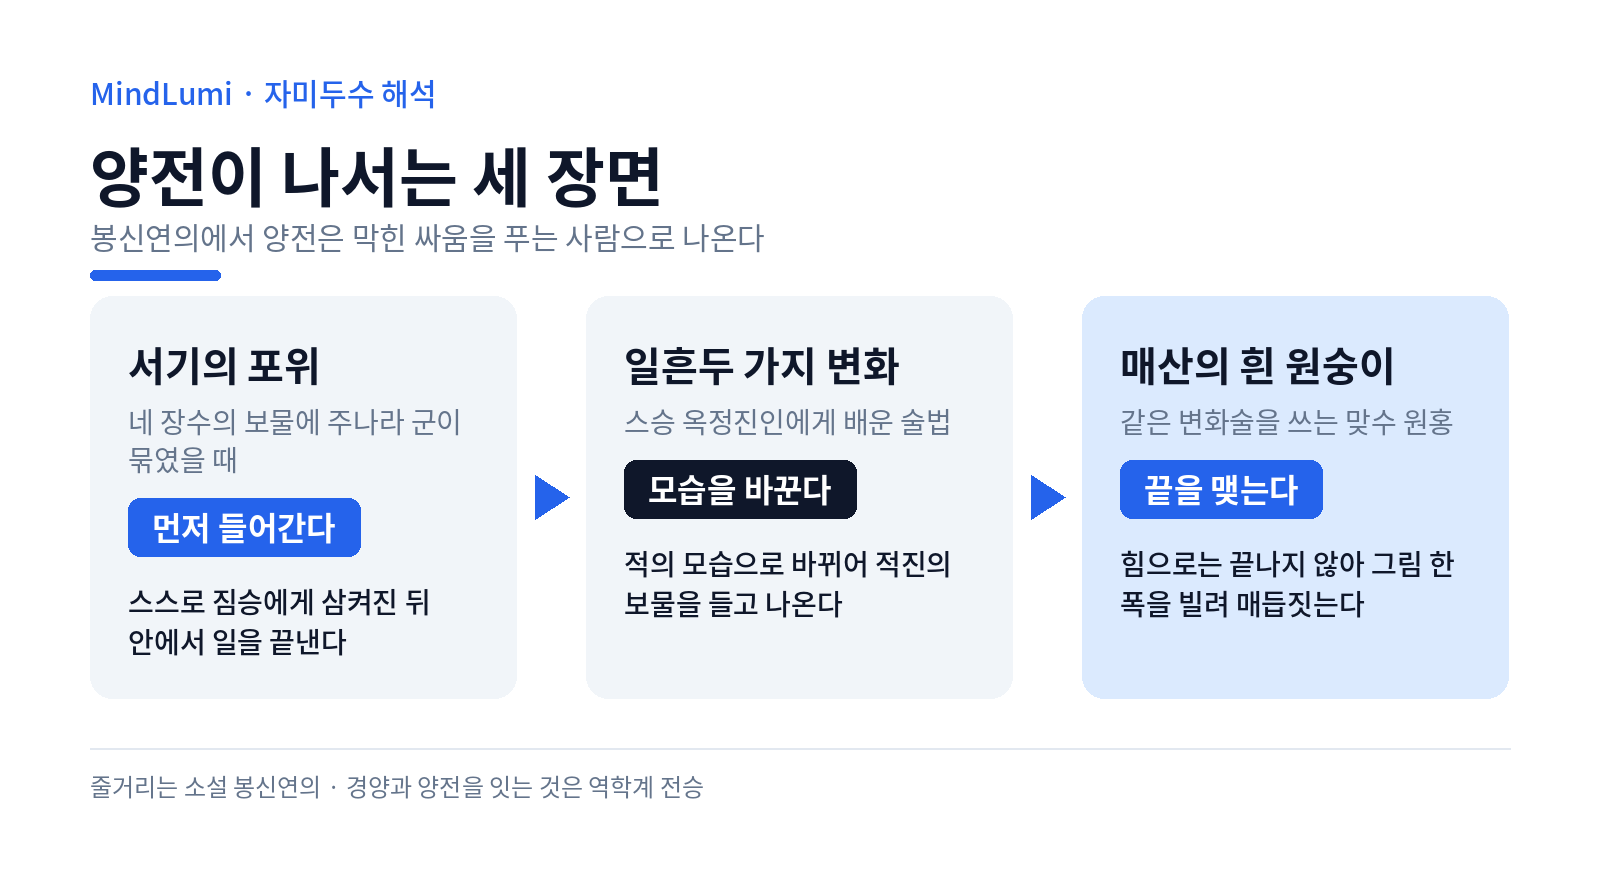 MindLumi · 자미두수 해석
양전이 나서는 세 장면
봉신연의에서 양전은 막힌 싸움을 푸는 사람으로 나온다
서기의 포위
네 장수의 보물에 주나라 군이
묶였을 때
먼저 들어간다
스스로 짐승에게 삼켜진 뒤
안에서 일을 끝낸다
일흔두 가지 변화
스승 옥정진인에게 배운 술법
모습을 바꾼다
적의 모습으로 바뀌어 적진의
보물을 들고 나온다
매산의 흰 원숭이
같은 변화술을 쓰는 맞수 원홍
끝을 맺는다
힘으로는 끝나지 않아 그림 한
폭을 빌려 매듭짓는다
줄거리는 소설 봉신연의 · 경양과 양전을 잇는 것은 역학계 전승